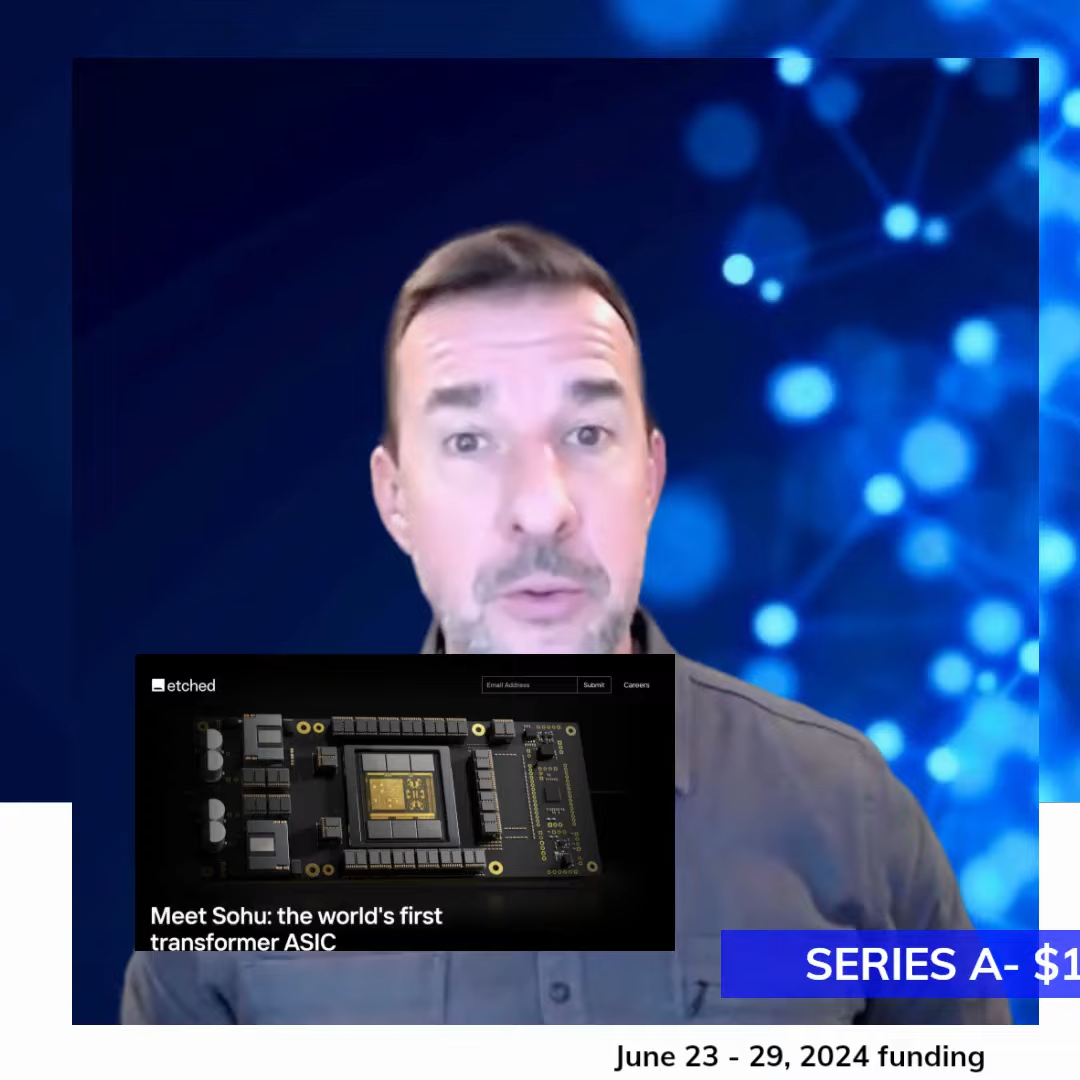 etched
Email Address
Submit
Careers
Meet Sohu: the world's first
transformer ASIC
SERIES A- $1
June 23 - 29, 2024 funding